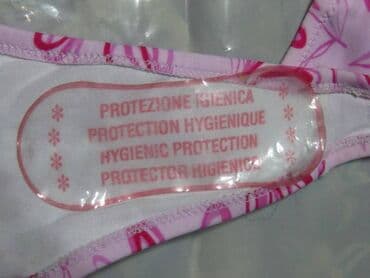 PROTEZIONE IGIENICA
PROTECTION HYGIENIQUE
HYGIENIC PROTECTION
PROTECTOR HIGIENICO